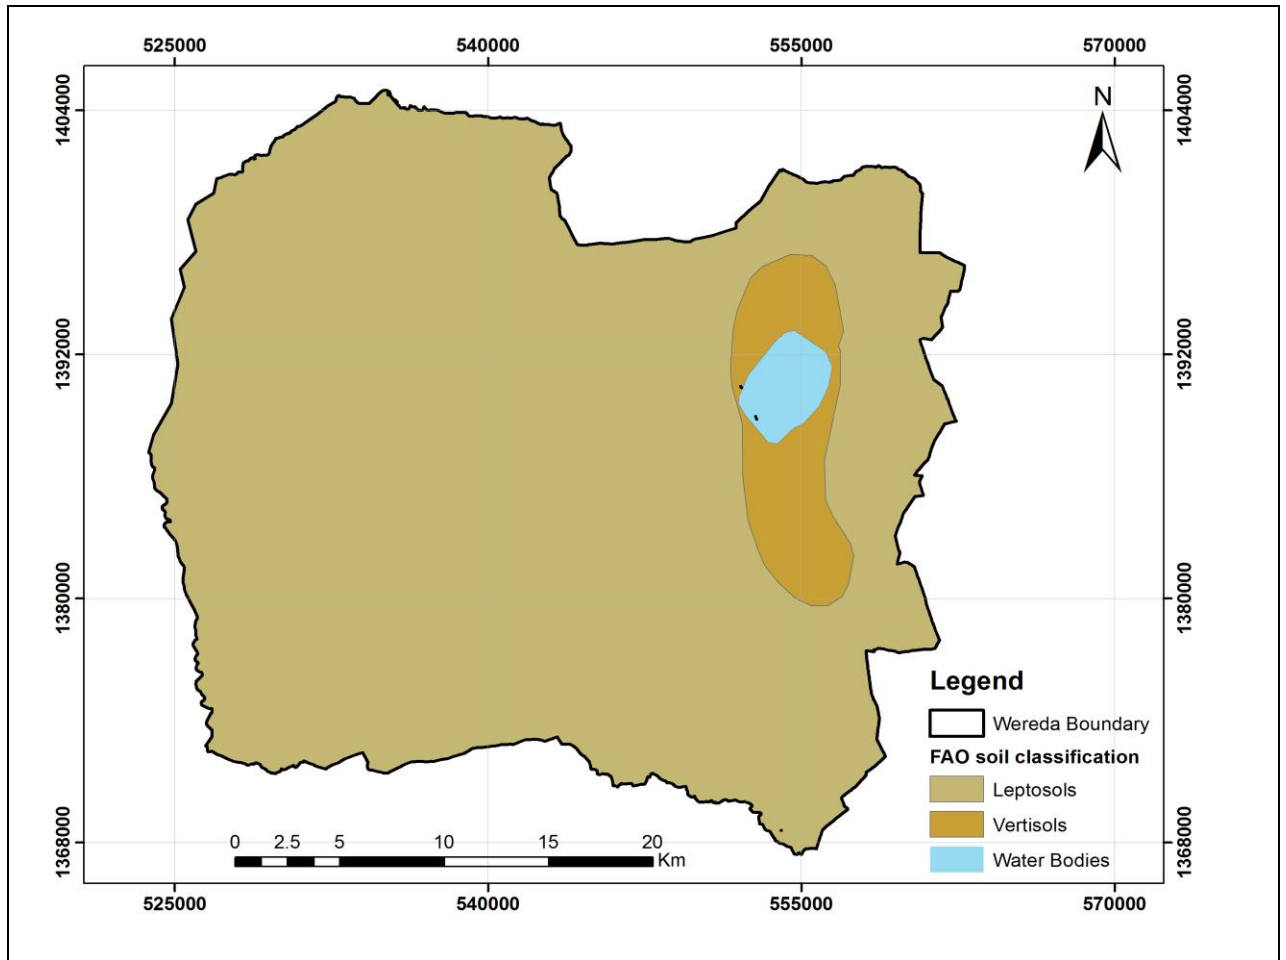 525000 540000 555000 570000
1404000 1404000
N
1392000 1392000
1380000 1380000
Legend
Wereda Boundary
FAO soil classification
Leptosols
Vertisols
Water Bodies
0 2.5 5 10 15 20
Km
1368000 1368000
525000 540000 555000 570000